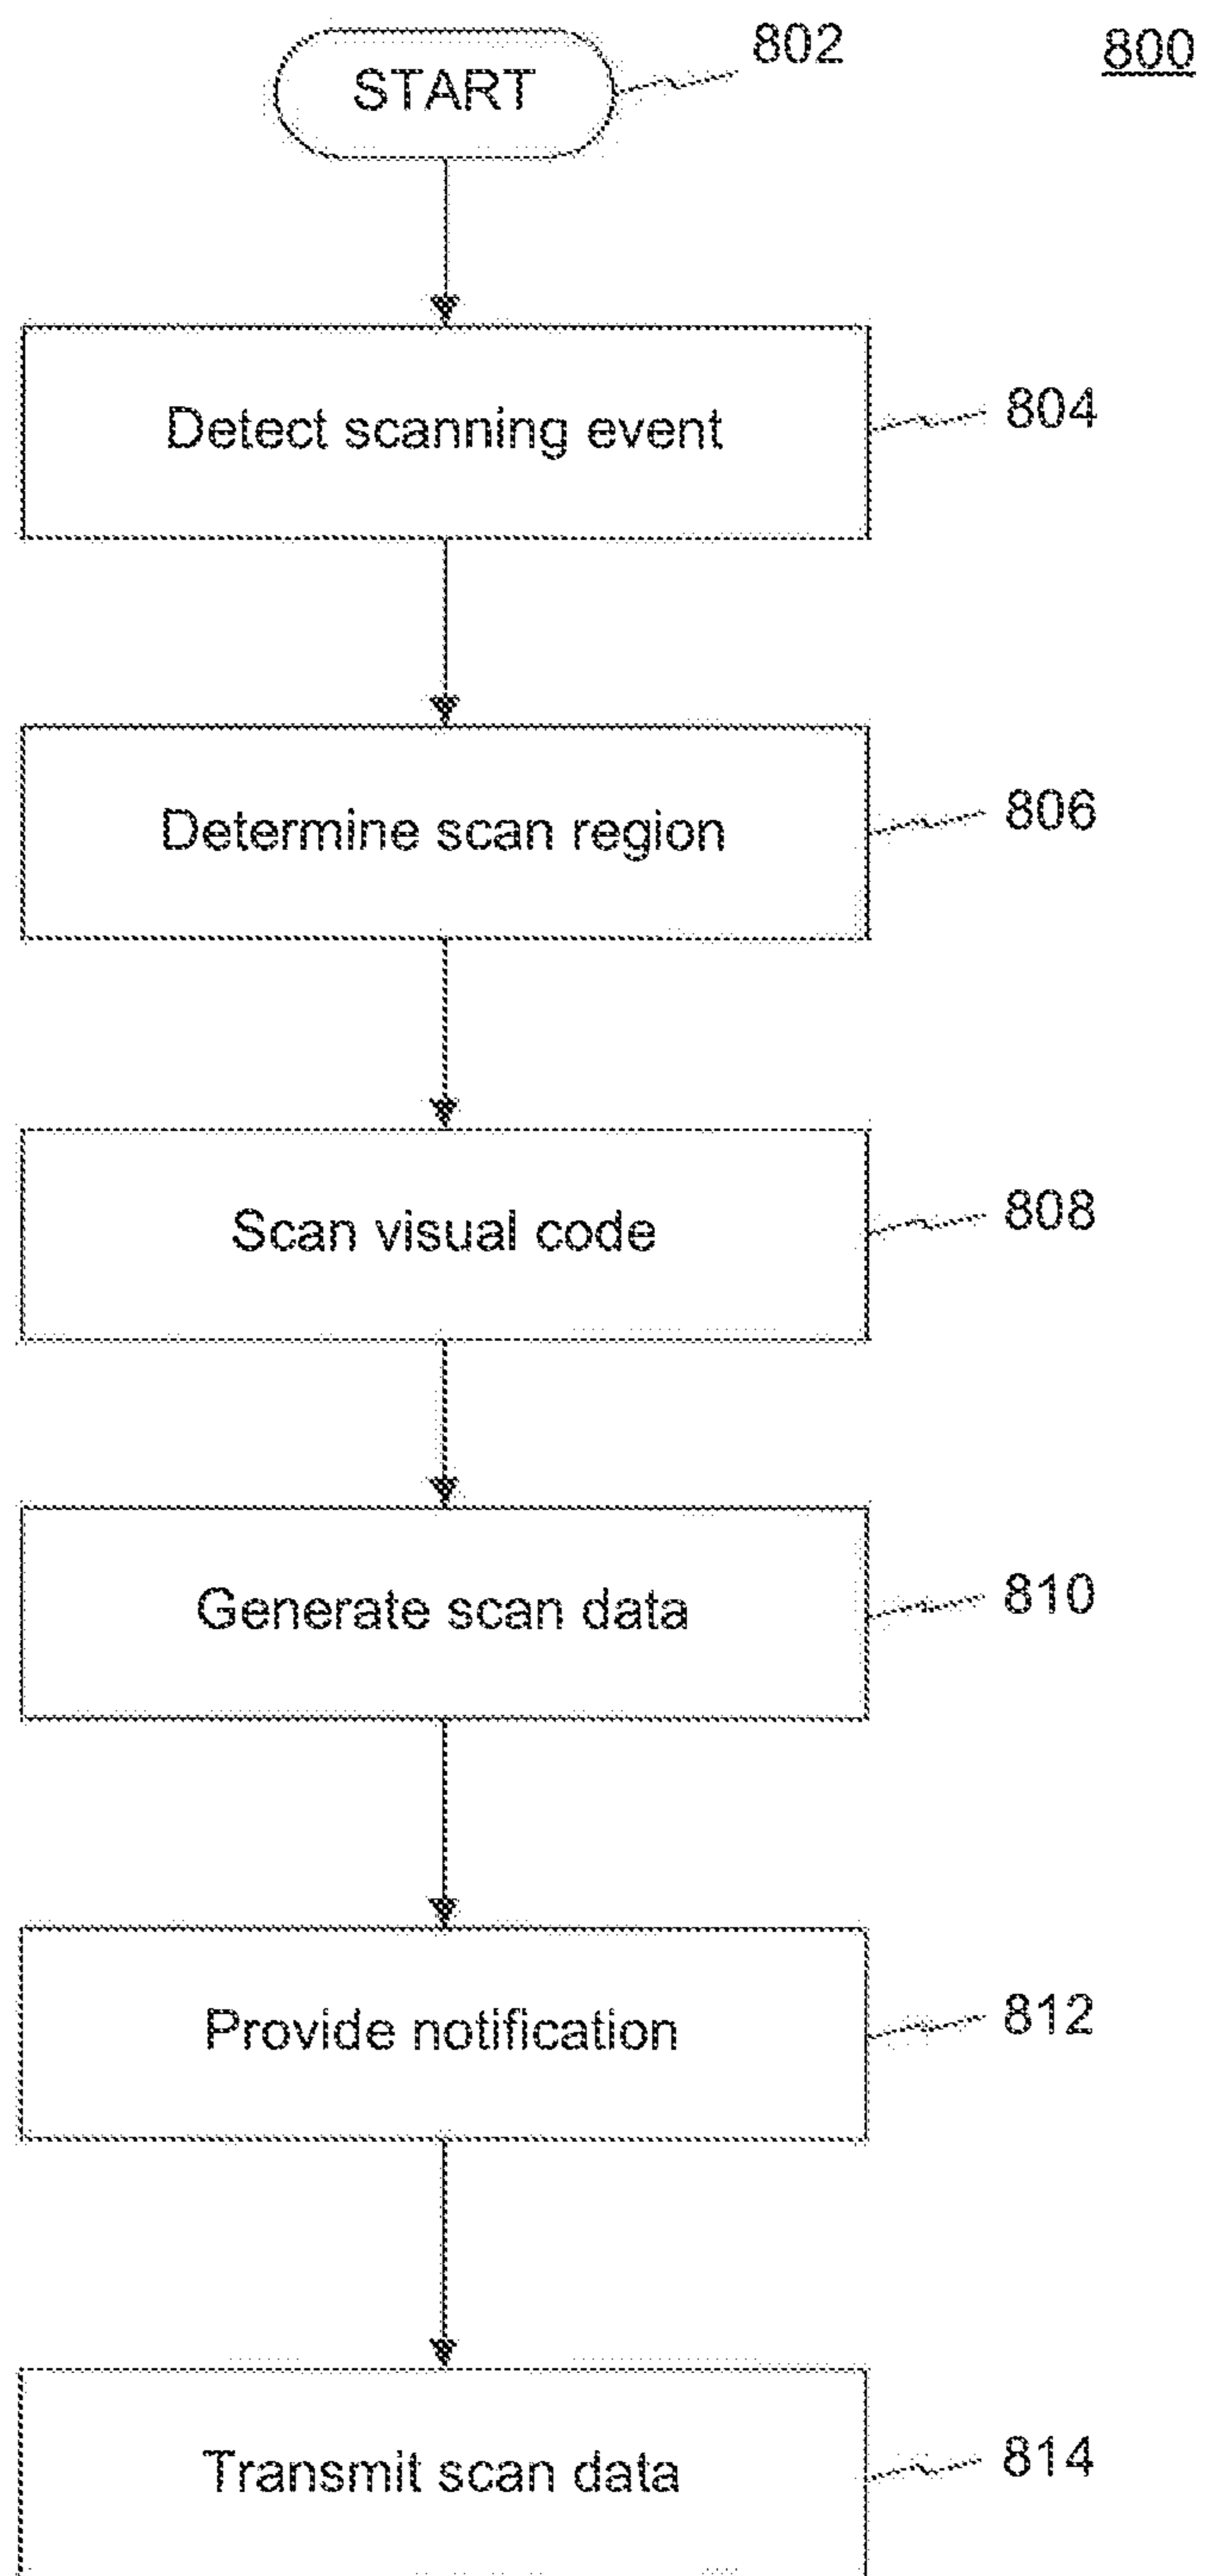 800
START 802
Detect scanning event 804
Determine scan region 806
Scan visual code 808
Generate scan data 810
Provide notification 812
Transmit scan data 814